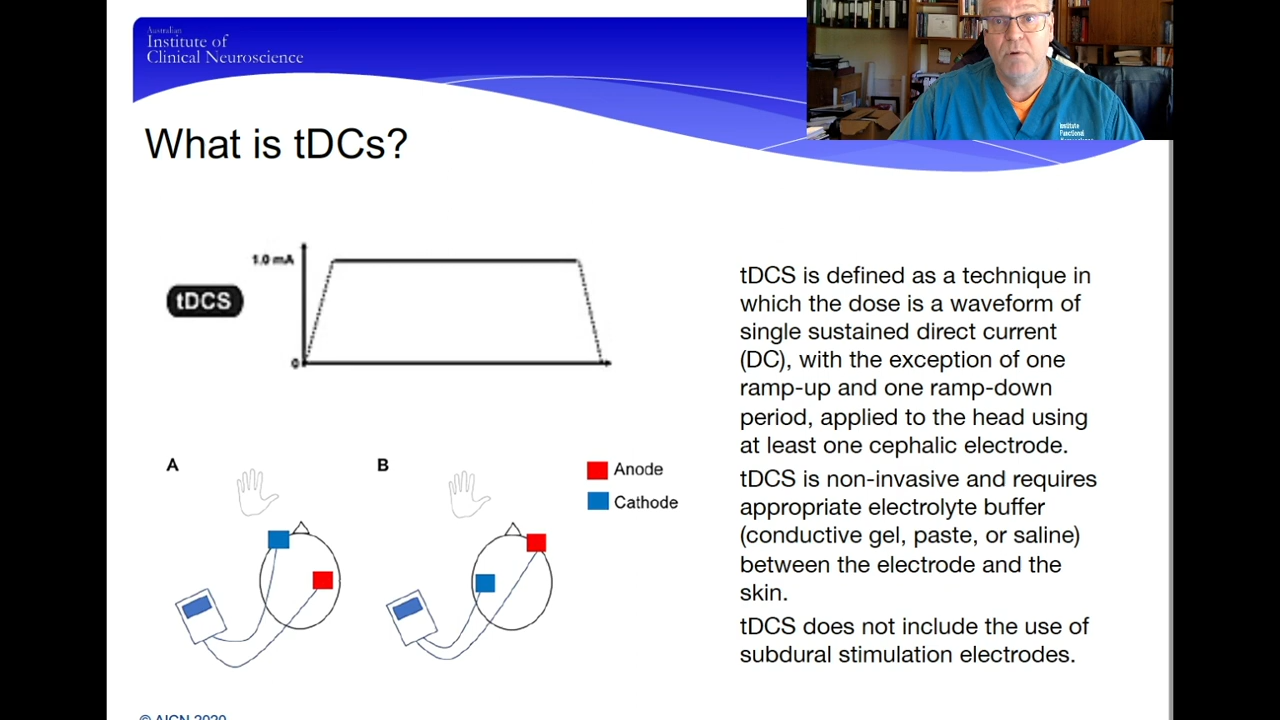 Australian
Institute of
Clinical Neuroscience
Institute
Functional
What is tDCs?
1.0 mA
tDCS
0
A
B
Anode
Cathode
tDCS is defined as a technique in
which the dose is a waveform of
single sustained direct current
(DC), with the exception of one
ramp-up and one ramp-down
period, applied to the head using
at least one cephalic electrode.
tDCS is non-invasive and requires
appropriate electrolyte buffer
(conductive gel, paste, or saline)
between the electrode and the
skin.
tDCS does not include the use of
subdural stimulation electrodes.
© AICN 2020